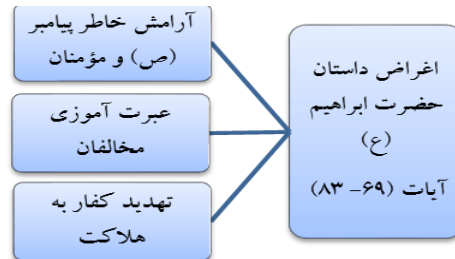 اغراض داستان
حضرت ابراهیم
(ع)
آیات (۶۹- ۸۳)
آرامش خاطر پیامبر
(ص) و مؤمنان
عبرت آموزی
مخالفان
تهدید کفار به
هلاکت